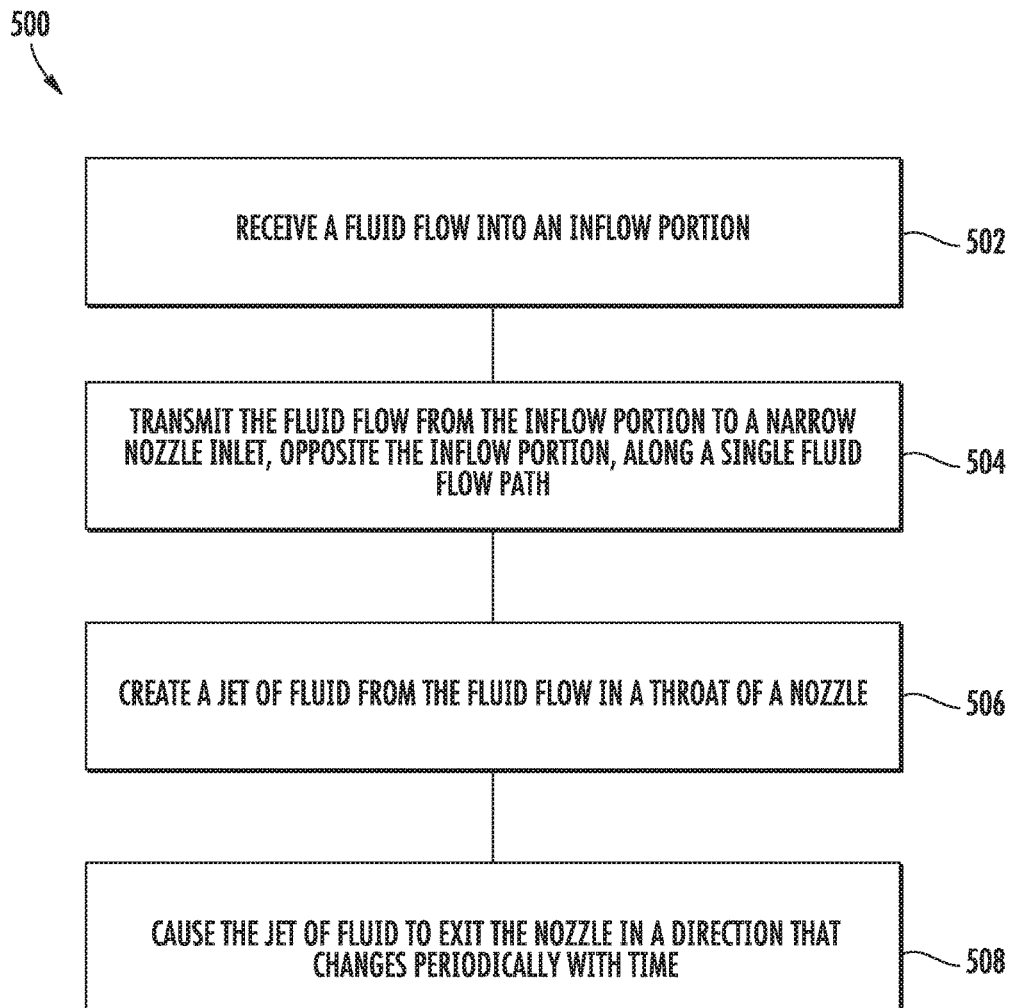 500
RECEIVE A FLUID FLOW INTO AN INFLOW PORTION
502
TRANSMIT THE FLUID FLOW FROM THE INFLOW PORTION TO A NARROW
NOZZLE INLET, OPPOSITE THE INFLOW PORTION, ALONG A SINGLE FLUID
FLOW PATH
504
CREATE A JET OF FLUID FROM THE FLUID FLOW IN A THROAT OF A NOZZLE
506
CAUSE THE JET OF FLUID TO EXIT THE NOZZLE IN A DIRECTION THAT
CHANGES PERIODICALLY WITH TIME
508